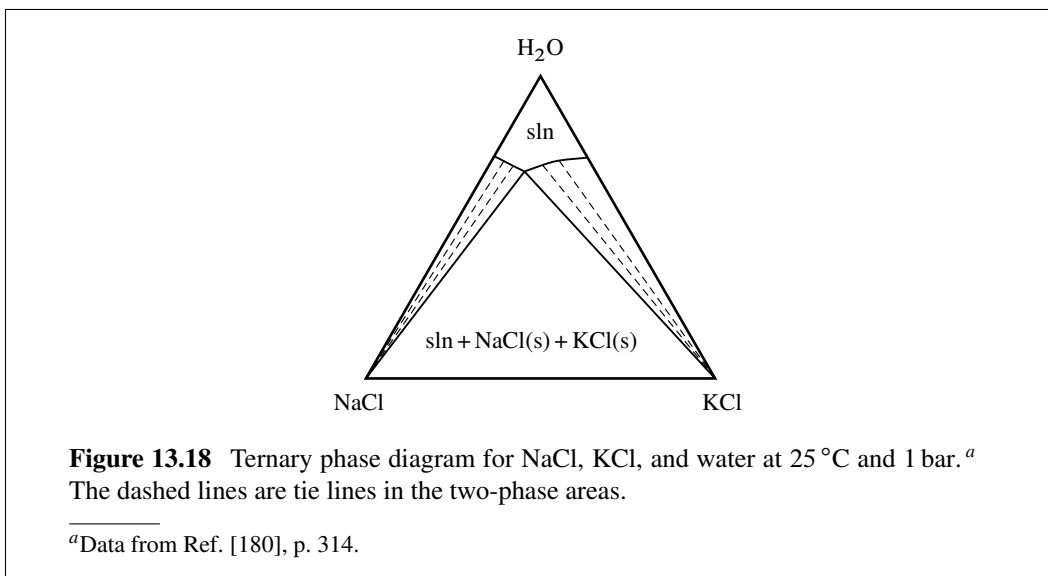 H₂O
sln
sln + NaCl(s) + KCl(s)
NaCl
KCl
Figure 13.18 Ternary phase diagram for NaCl, KCl, and water at 25 °C and 1 bar. ᵃ
The dashed lines are tie lines in the two-phase areas.
ᵃData from Ref. [180], p. 314.